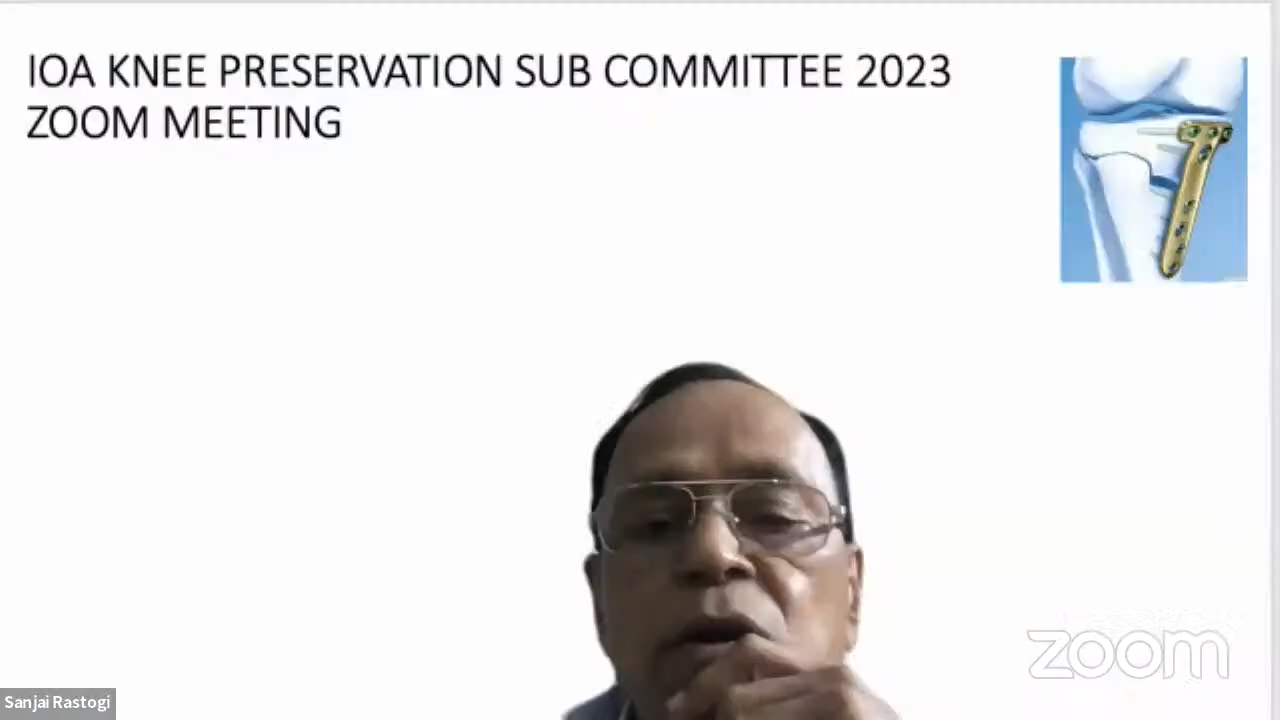 IOA KNEE PRESERVATION SUB COMMITTEE 2023
ZOOM MEETING
zoom
Sanjai Rastogi